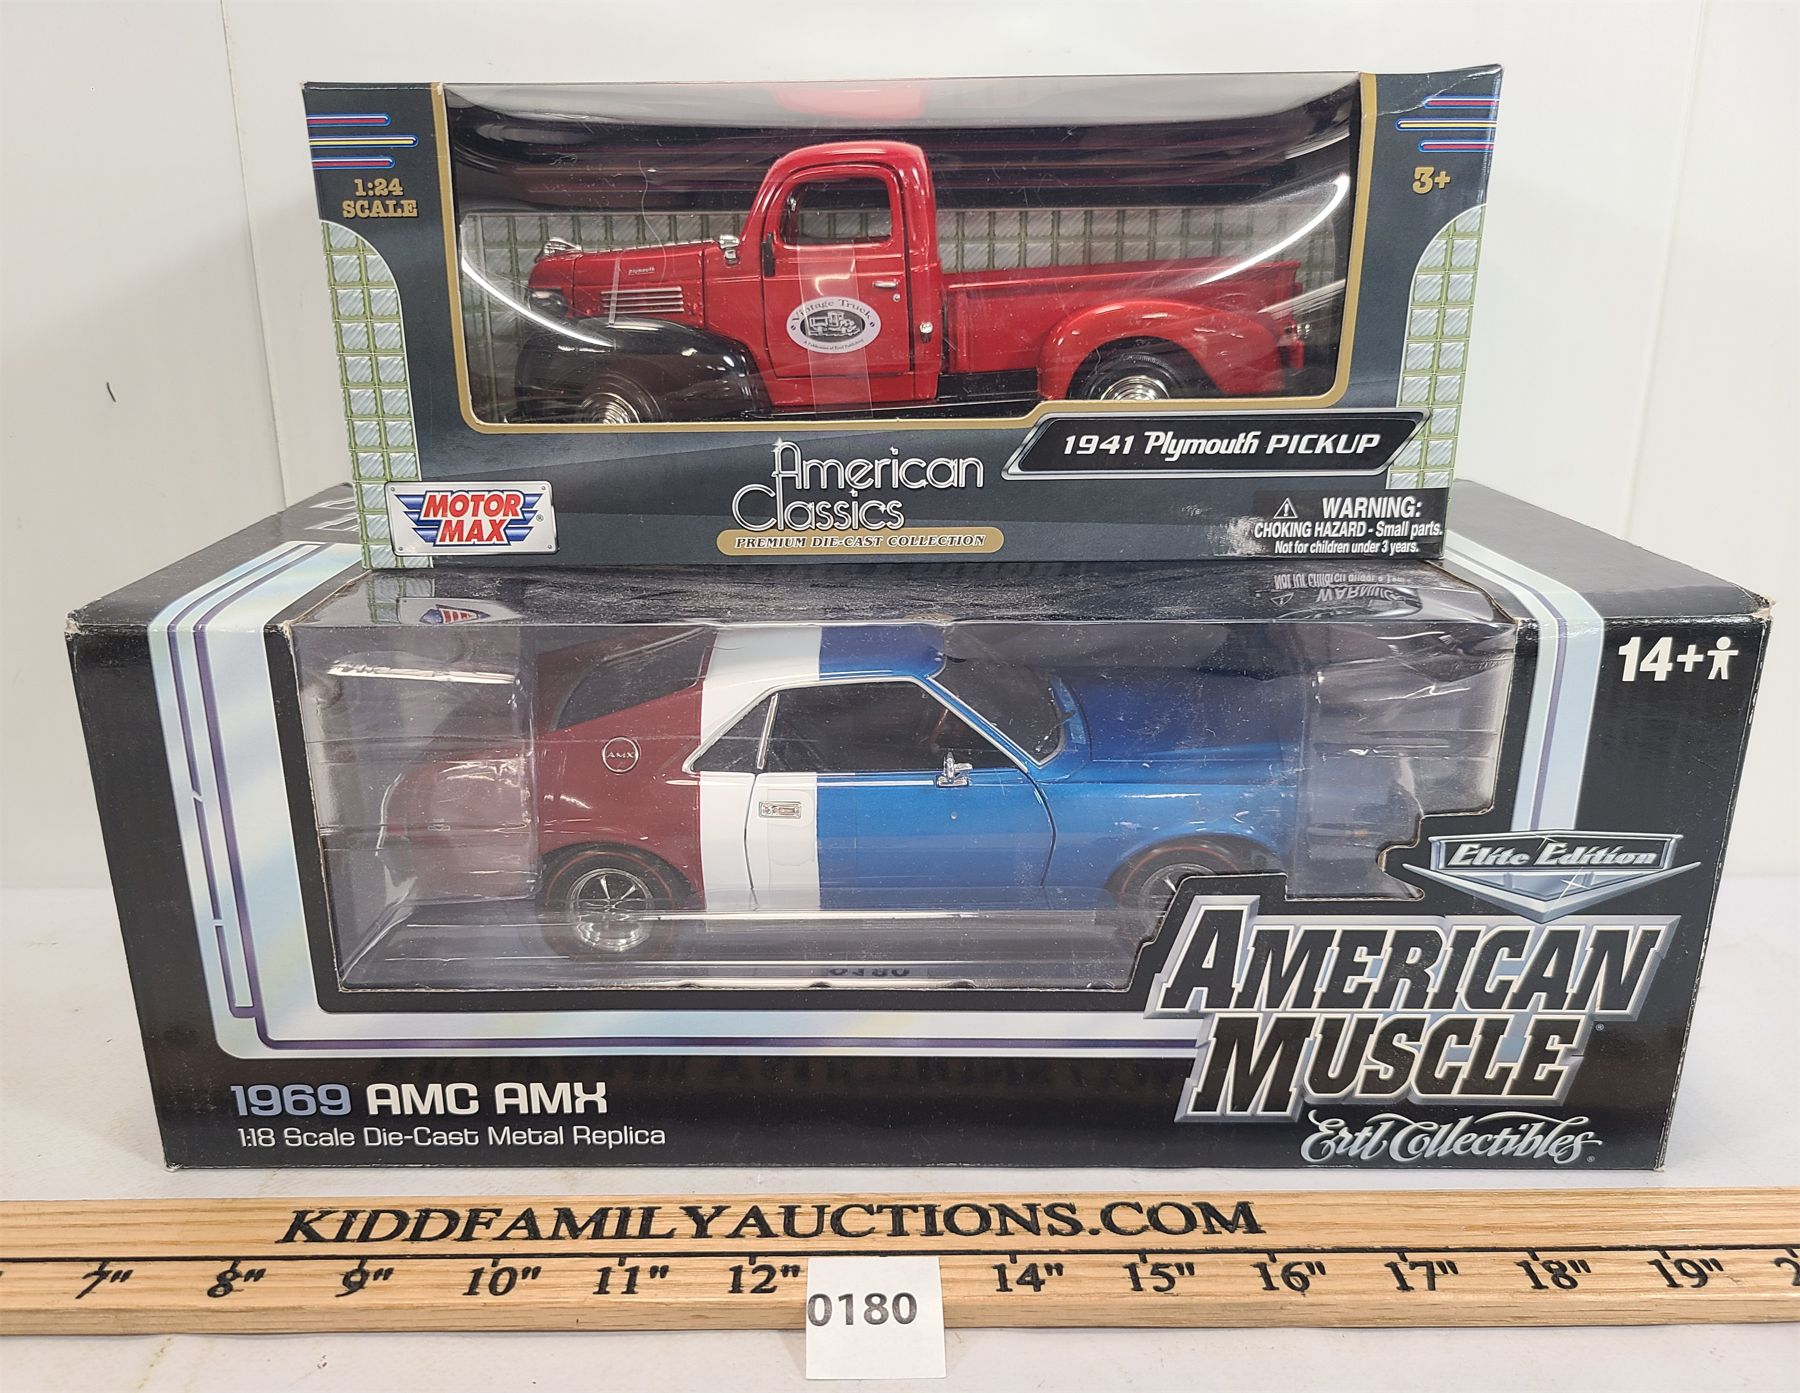 1:24
SCALE
3+
Plymouth
Vintage Truck
1941 Plymouth PICKUP
American
Classics
PREMIUM DIE-CAST COLLECTION
MOTOR
MAX®
WARNING:
CHOKING HAZARD - Small parts.
Not for children under 3 years.
14+
AMX
Elite Edition
AMERICAN
MUSCLE®
Ertl Collectibles®
1969 AMC AMX
1:18 Scale Die-Cast Metal Replica
KIDDFAMILYAUCTIONS.COM
7" 8" 9" 10" 11" 12" 14" 15" 16" 17" 18" 19"
0180